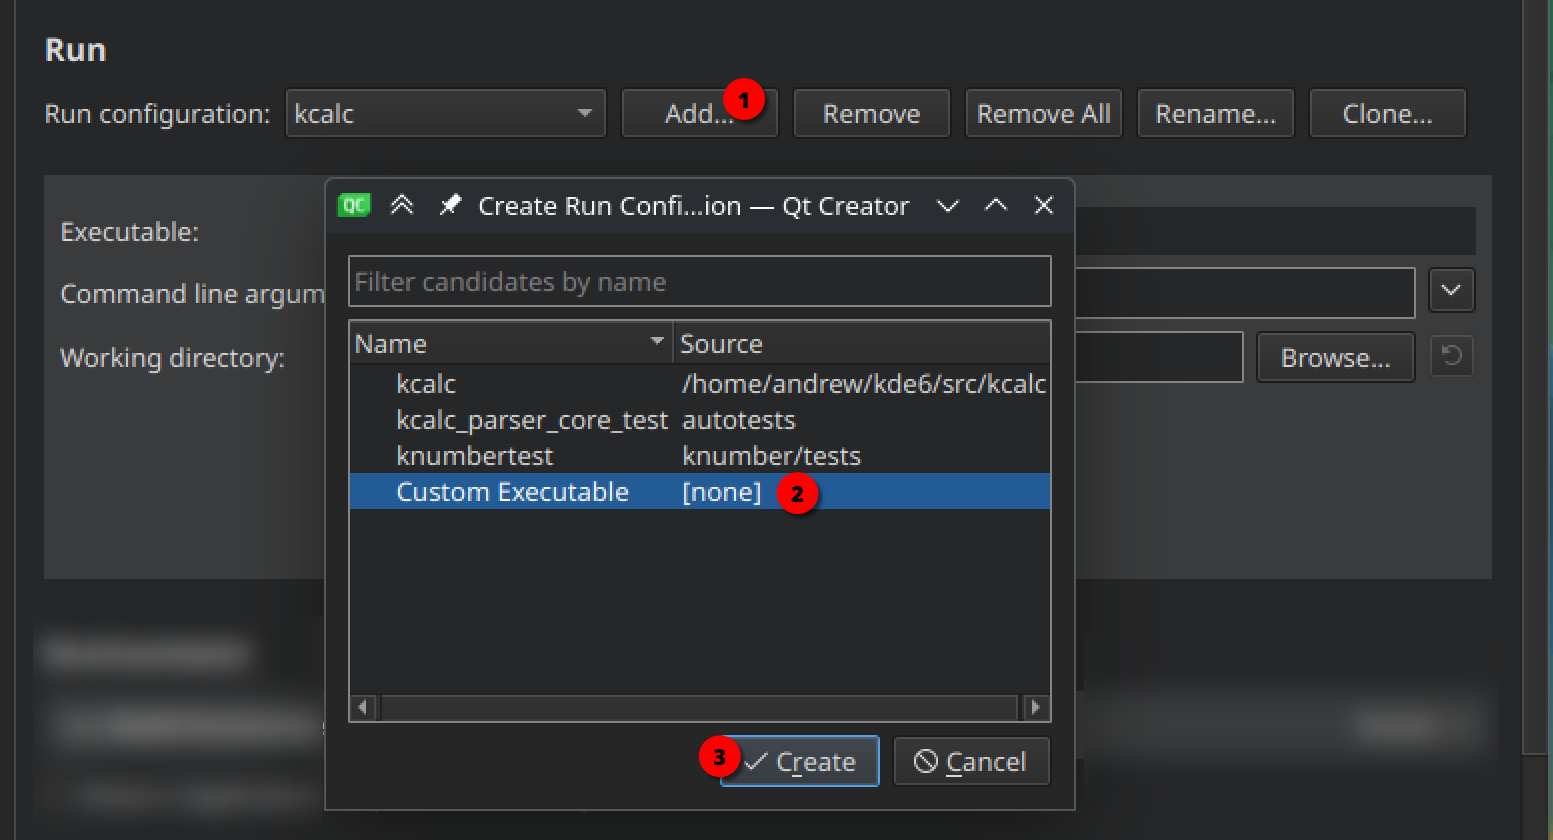 Run
Run configuration: kcalc Add... 1 Remove Remove All Rename... Clone...
QC Create Run Confi...ion — Qt Creator
Executable:
Filter candidates by name
Command line argum
Name Source
Working directory: Browse...
kcalc /home/andrew/kde6/src/kcalc
kcalc_parser_core_test autotests
knumbertest knumber/tests
Custom Executable [none] 2
3 Create Cancel